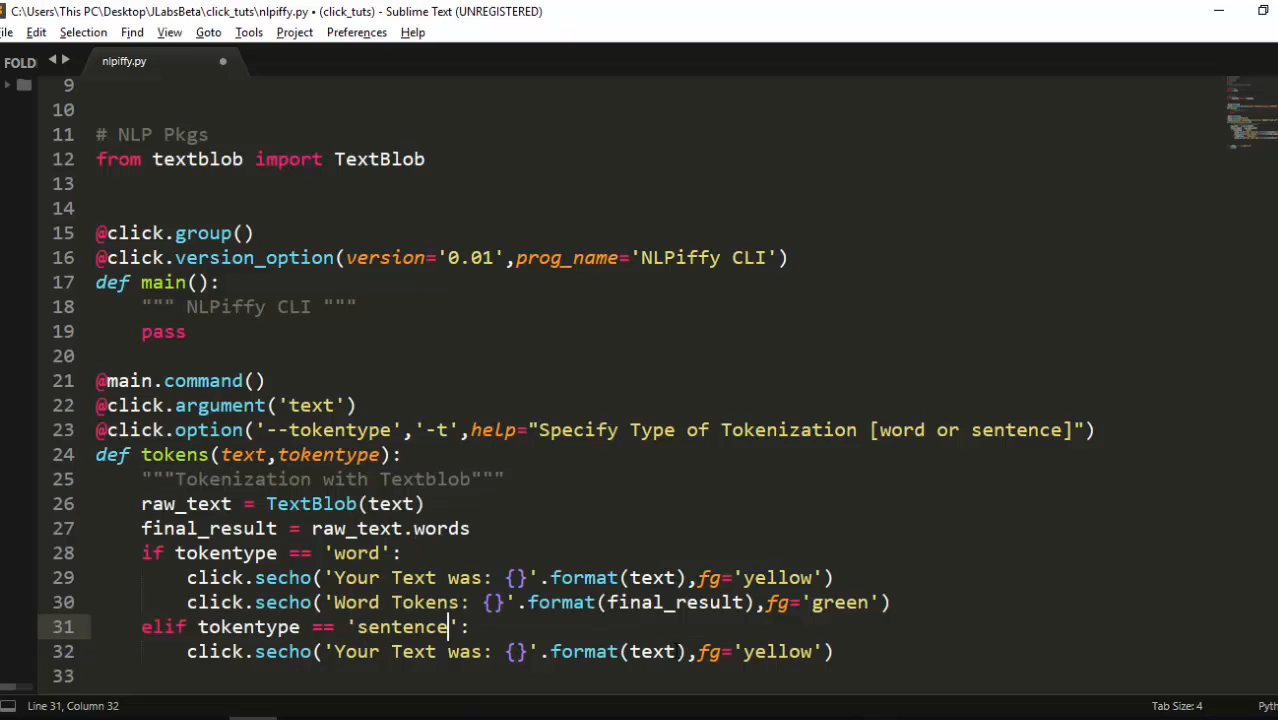 C:\Users\This PC\Desktop\JLabsBeta\click_tuts\nlpiffy.py • (click_tuts) - Sublime Text (UNREGISTERED)
ile Edit Selection Find View Goto Tools Project Preferences Help
FOLD
nlpiffy.py
9
10
11 # NLP Pkgs
12 from textblob import TextBlob
13
14
15 @click.group()
16 @click.version_option(version='0.01',prog_name='NLPiffy CLI')
17 def main():
18 """ NLPiffy CLI """
19 pass
20
21 @main.command()
22 @click.argument('text')
23 @click.option('--tokentype','-t',help="Specify Type of Tokenization [word or sentence]")
24 def tokens(text,tokentype):
25 """Tokenization with Textblob"""
26 raw_text = TextBlob(text)
27 final_result = raw_text.words
28 if tokentype == 'word':
29 click.secho('Your Text was: {}'.format(text),fg='yellow')
30 click.secho('Word Tokens: {}'.format(final_result),fg='green')
31 elif tokentype == 'sentence':
32 click.secho('Your Text was: {}'.format(text),fg='yellow')
33
Line 31, Column 32 Tab Size: 4 Pyth